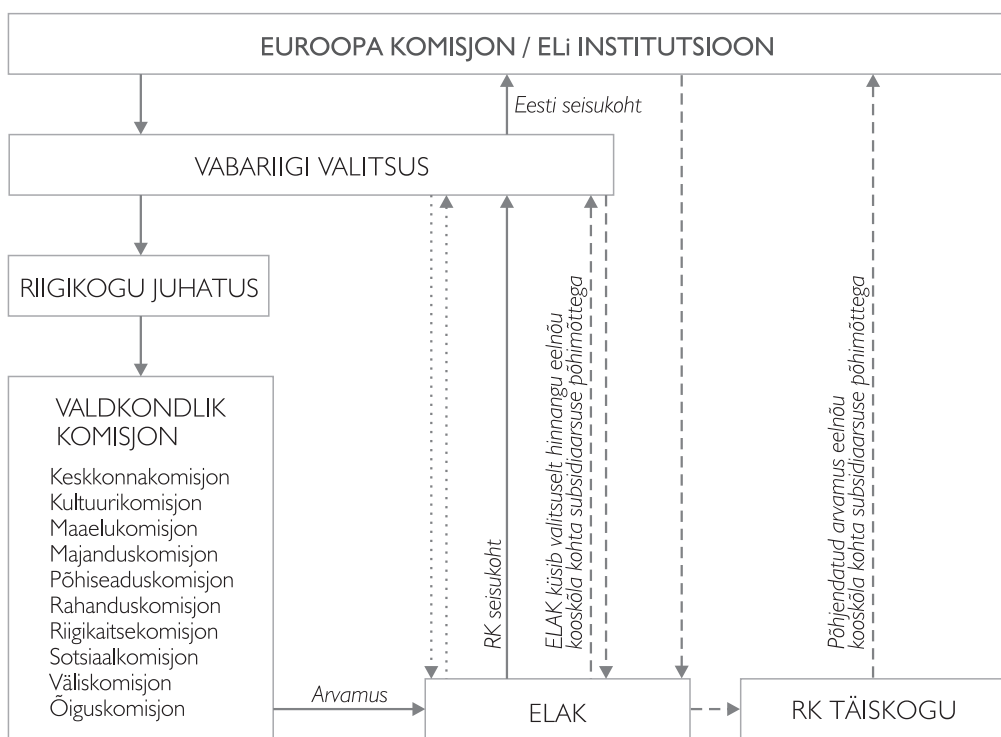 EUROOPA KOMISJON / ELi INSTITUTSIOON
Eesti seisukoht
VABARIIGI VALITSUS
RIIGIKOGU JUHATUS
VALDKONDLIK
KOMISJON
Keskkonnakomisjon
Kultuurikomisjon
Maaelukomisjon
Majanduskomisjon
Põhiseaduskomisjon
Rahanduskomisjon
Riigikaitsekomisjon
Sotsiaalkomisjon
Väliskomisjon
Õiguskomisjon
Arvamus
RK seisukoht
ELAK küsib valitsuselt hinnangu eelnõu
kooskõla kohta subsidiaarsuse põhimõttega
Põhjendatud arvamus eelnõu
kooskõla kohta subsidiaarsuse põhimõttega
ELAK
RK TÄISKOGU